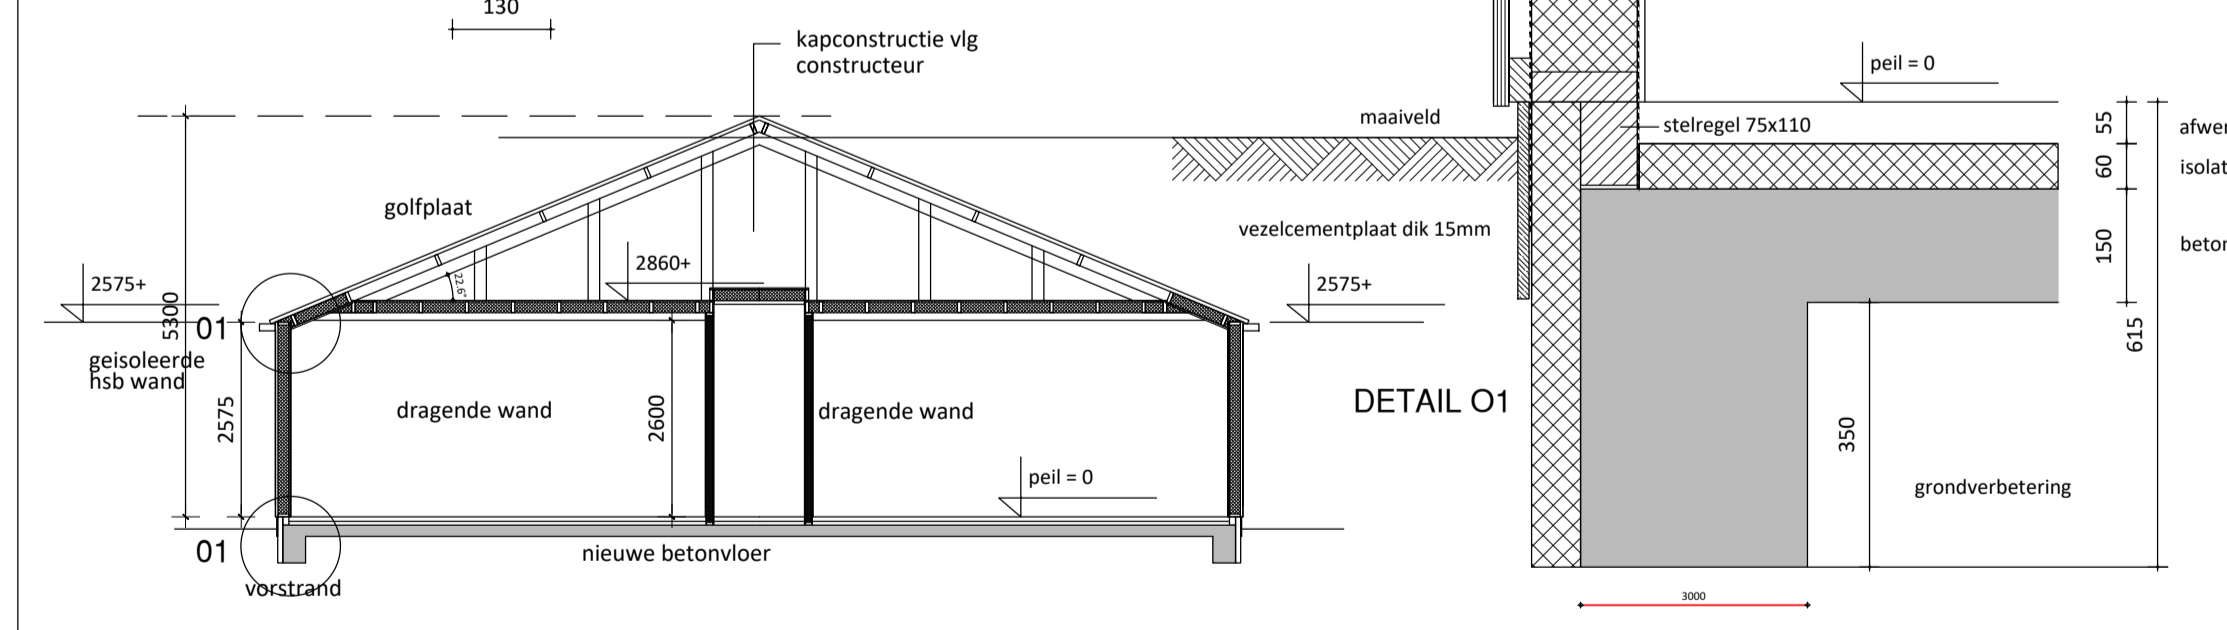 130
kapconstructie vlg
constructeur
peil = 0
maaiveld
stelregel 75x110
55
60
150
615
golfplaat
vezelcementplaat dik 15mm
22.6°
2860+
2575+
2575+
5300
01
geisoleerde
hsb wand
2575
dragende wand
2600
dragende wand
DETAIL O1
350
peil = 0
grondverbetering
01
nieuwe betonvloer
vorstrand
3000